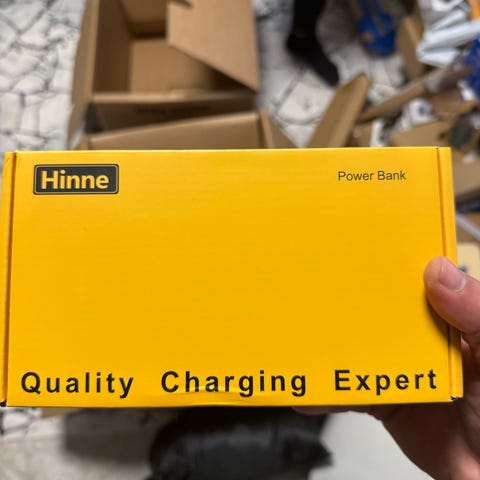 Hinne
Power Bank
Quality Charging Expert